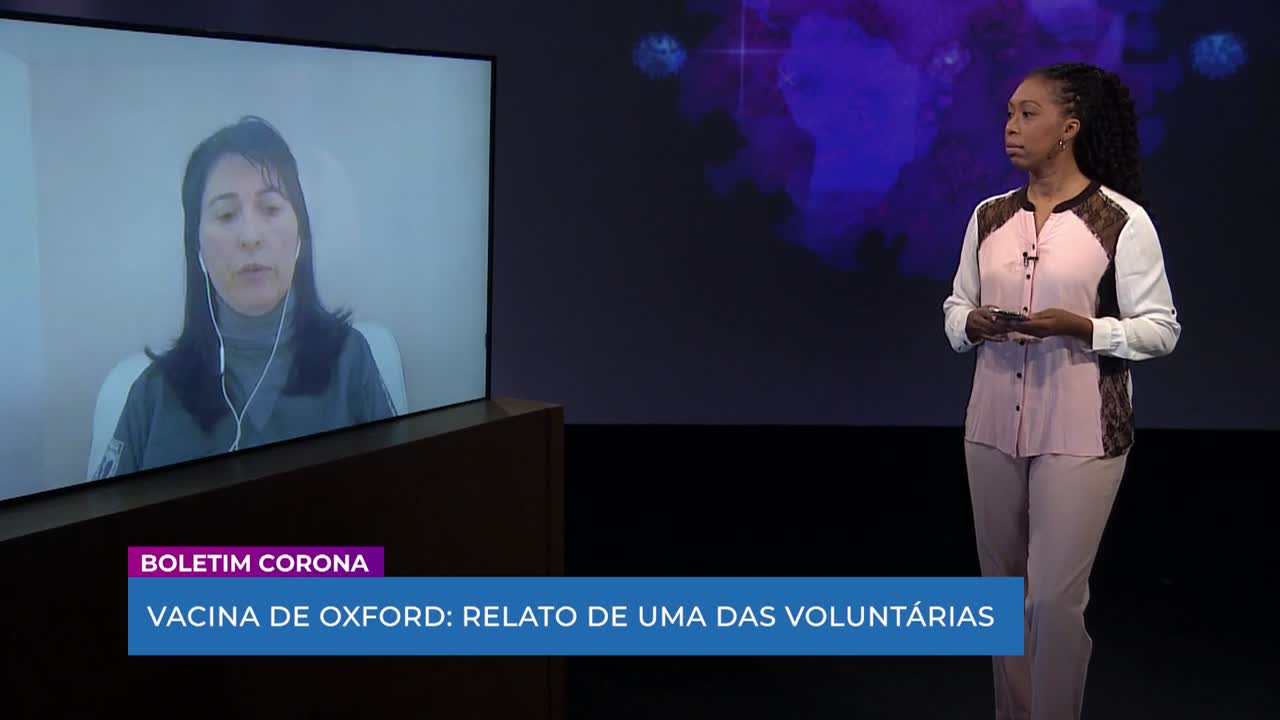 BOLETIM CORONA
VACINA DE OXFORD: RELATO DE UMA DAS VOLUNTÁRIAS